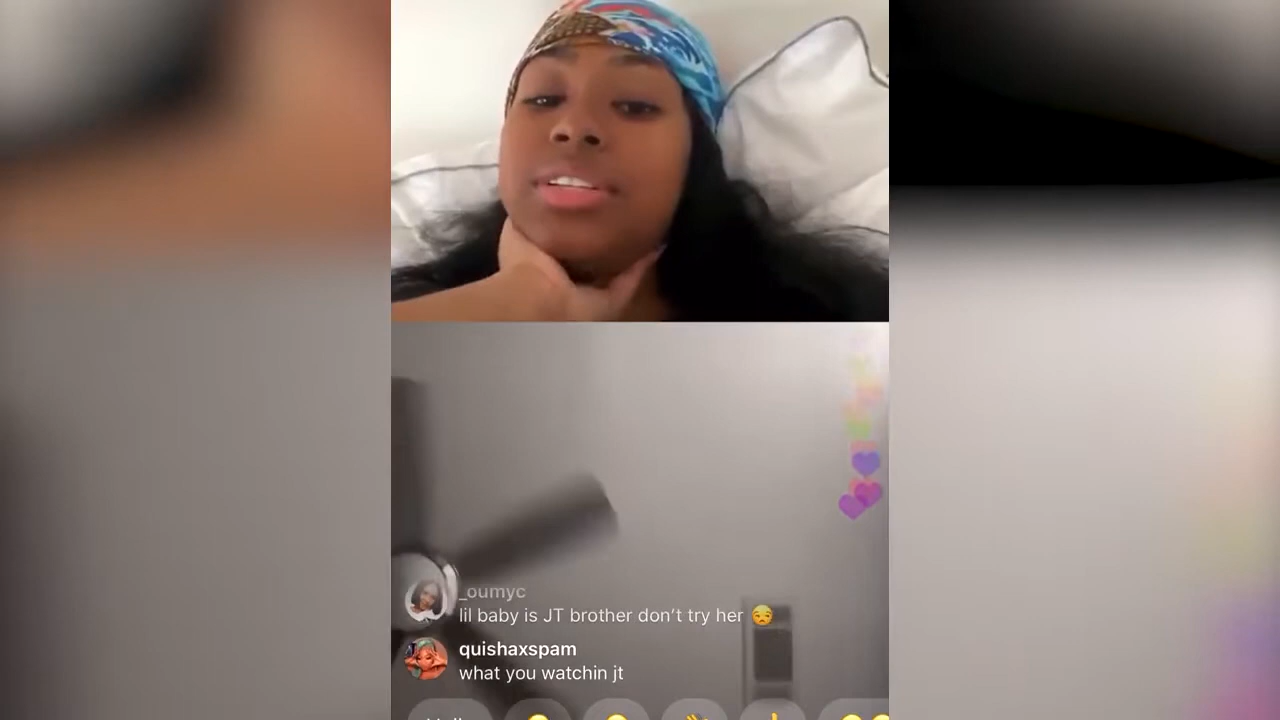 _oumyc
lil baby is JT brother don’t try her 😒
quishaxspam
what you watchin jt